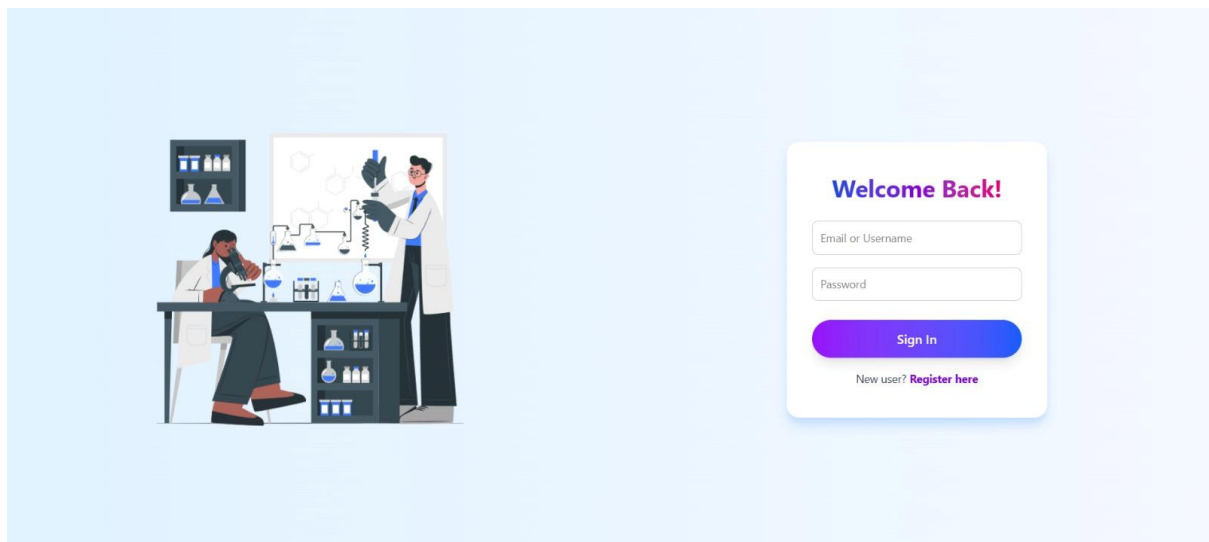 Welcome Back!
Email or Username
Password
Sign In
New user? Register here